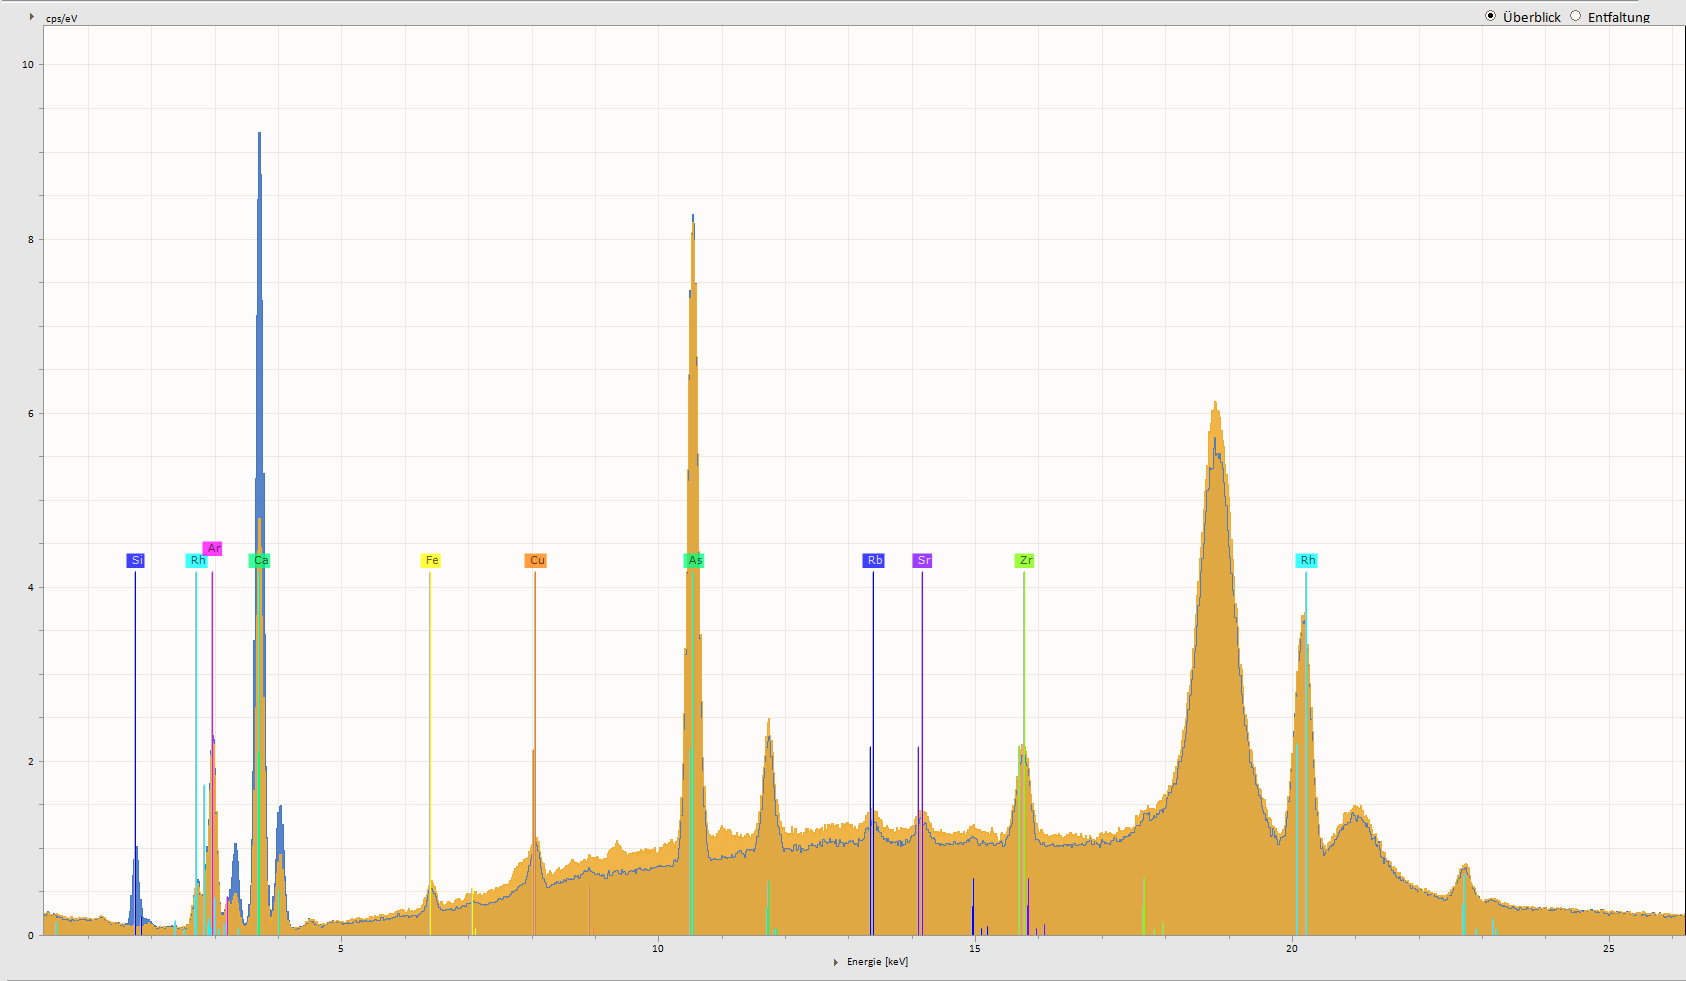 cps/eV
Überblick Entfaltung
10
8
6
4
2
0
Ar
Si Rh Ca Fe Cu As Rb Sr Zr Rh
5 10 15 20 25
Energie [keV]